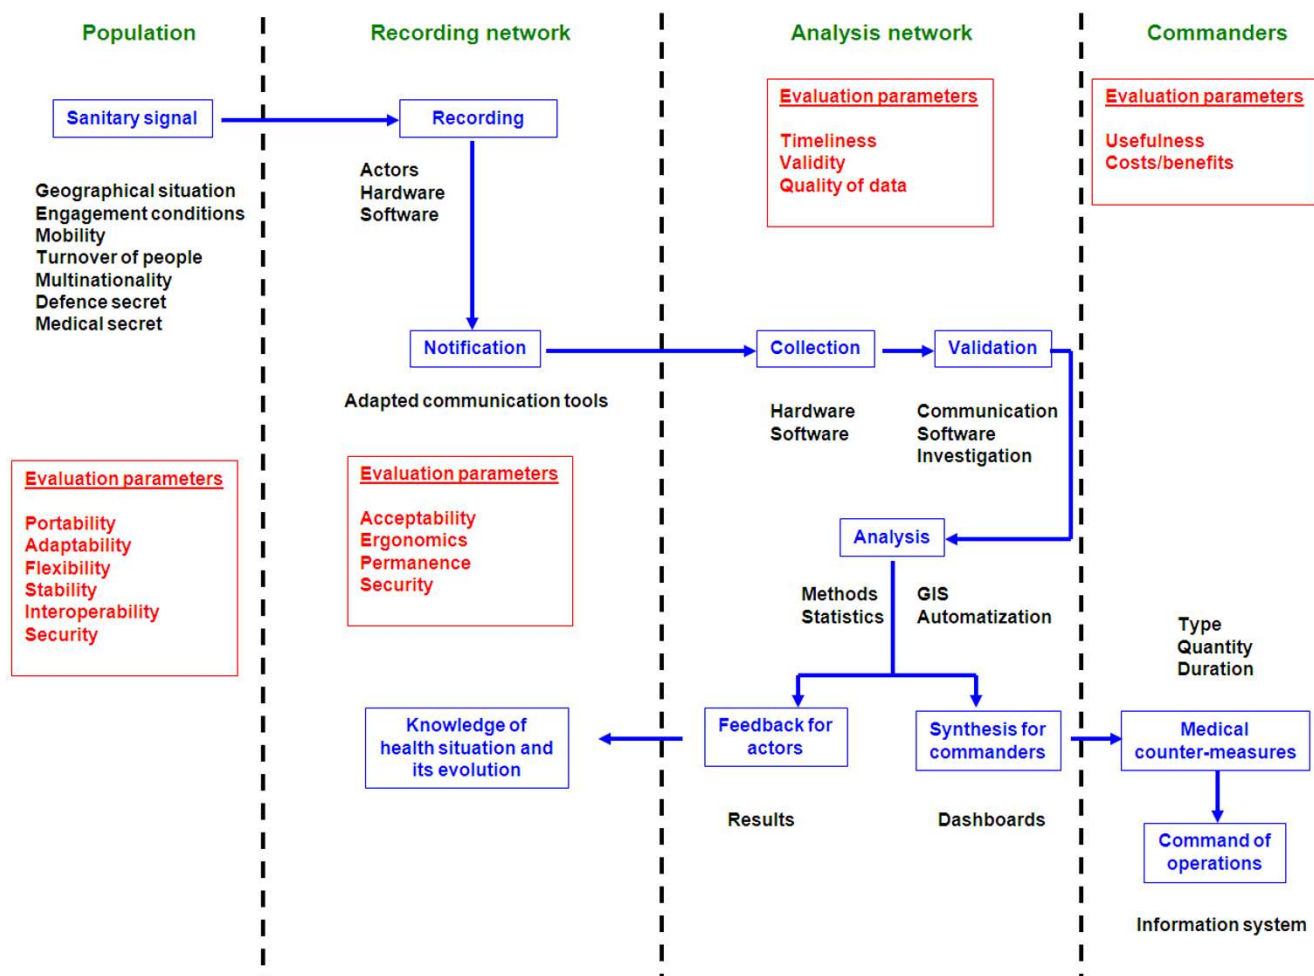 Population
Recording network
Analysis network
Commanders
Evaluation parameters
Timeliness
Validity
Quality of data
Evaluation parameters
Usefulness
Costs/benefits
Sanitary signal
Recording
Geographical situation
Engagement conditions
Mobility
Turnover of people
Multinationality
Defence secret
Medical secret
Actors
Hardware
Software
Notification
Collection
Validation
Adapted communication tools
Hardware
Software
Communication
Software
Investigation
Evaluation parameters
Portability
Adaptability
Flexibility
Stability
Interoperability
Security
Evaluation parameters
Acceptability
Ergonomics
Permanence
Security
Analysis
Methods
Statistics
GIS
Automatization
Type
Quantity
Duration
Knowledge of
health situation and
its evolution
Feedback for
actors
Synthesis for
commanders
Medical
counter-measures
Results
Dashboards
Command of
operations
Information system